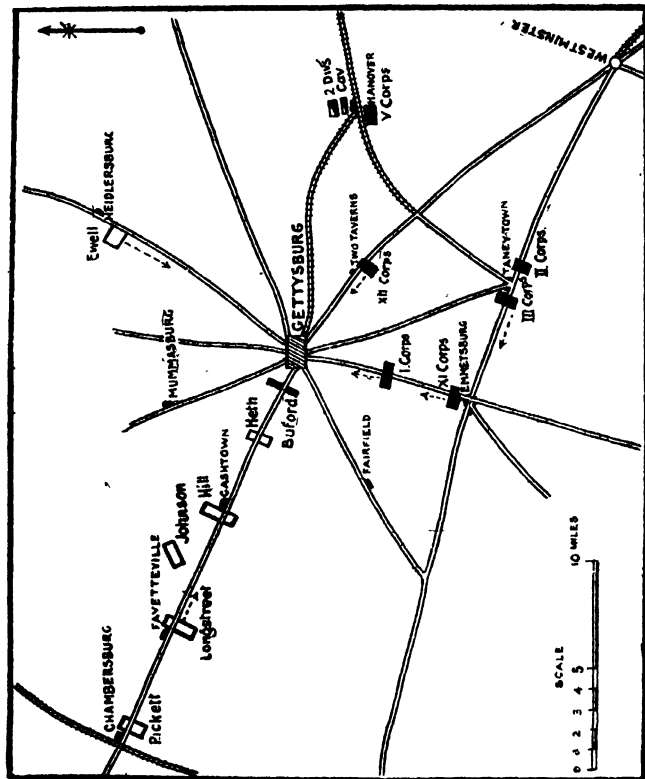 WESTMINSTER
2 Divs
Cav
HANOVER
V Corps
HEIDLERSBURG
Ewell
GETTYSBURG
TWO TAVERNS
XII Corps
TANEY-TOWN
II Corps
III Corps
MUMMASBURG
I. Corps
XI Corps
EMMETSBURG
Heth
Buford
FAIRFIELD
CASHTOWN
Hill
Johnson
FAYETTEVILLE
Longstreet
CHAMBERSBURG
Pickett
SCALE
0 1 2 3 4 5 10 MILES